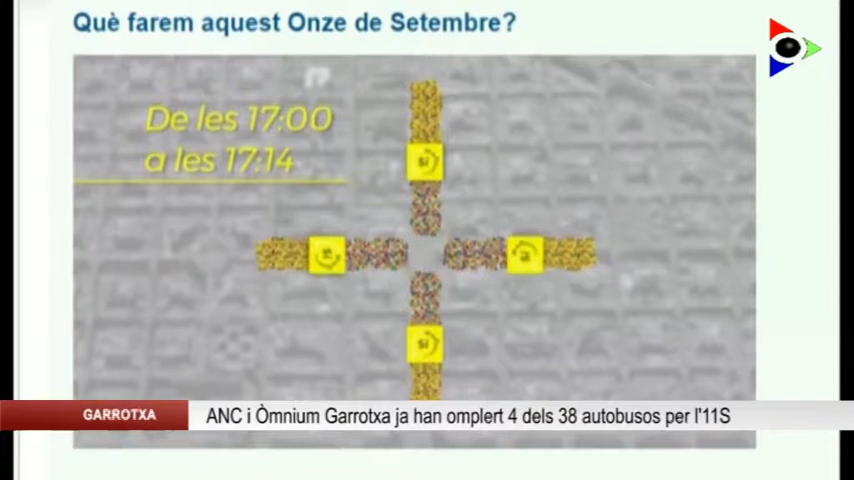 Què farem aquest Onze de Setembre?
De les 17:00
a les 17:14
sí
sí
GARROTXA
ANC i Òmnium Garrotxa ja han omplert 4 dels 38 autobusos per l'11S